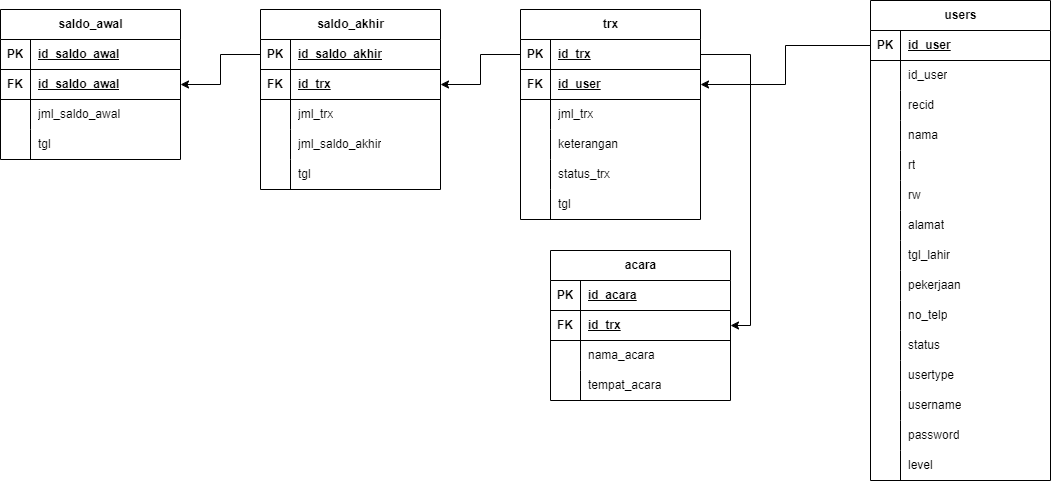 saldo_awal
PK id_saldo_awal
FK id_saldo_awal
jml_saldo_awal
tgl
saldo_akhir
PK id_saldo_akhir
FK id_trx
jml_trx
jml_saldo_akhir
tgl
trx
PK id_trx
FK id_user
jml_trx
keterangan
status_trx
tgl
acara
PK id_acara
FK id_trx
nama_acara
tempat_acara
users
PK id_user
id_user
recid
nama
rt
rw
alamat
tgl_lahir
pekerjaan
no_telp
status
usertype
username
password
level